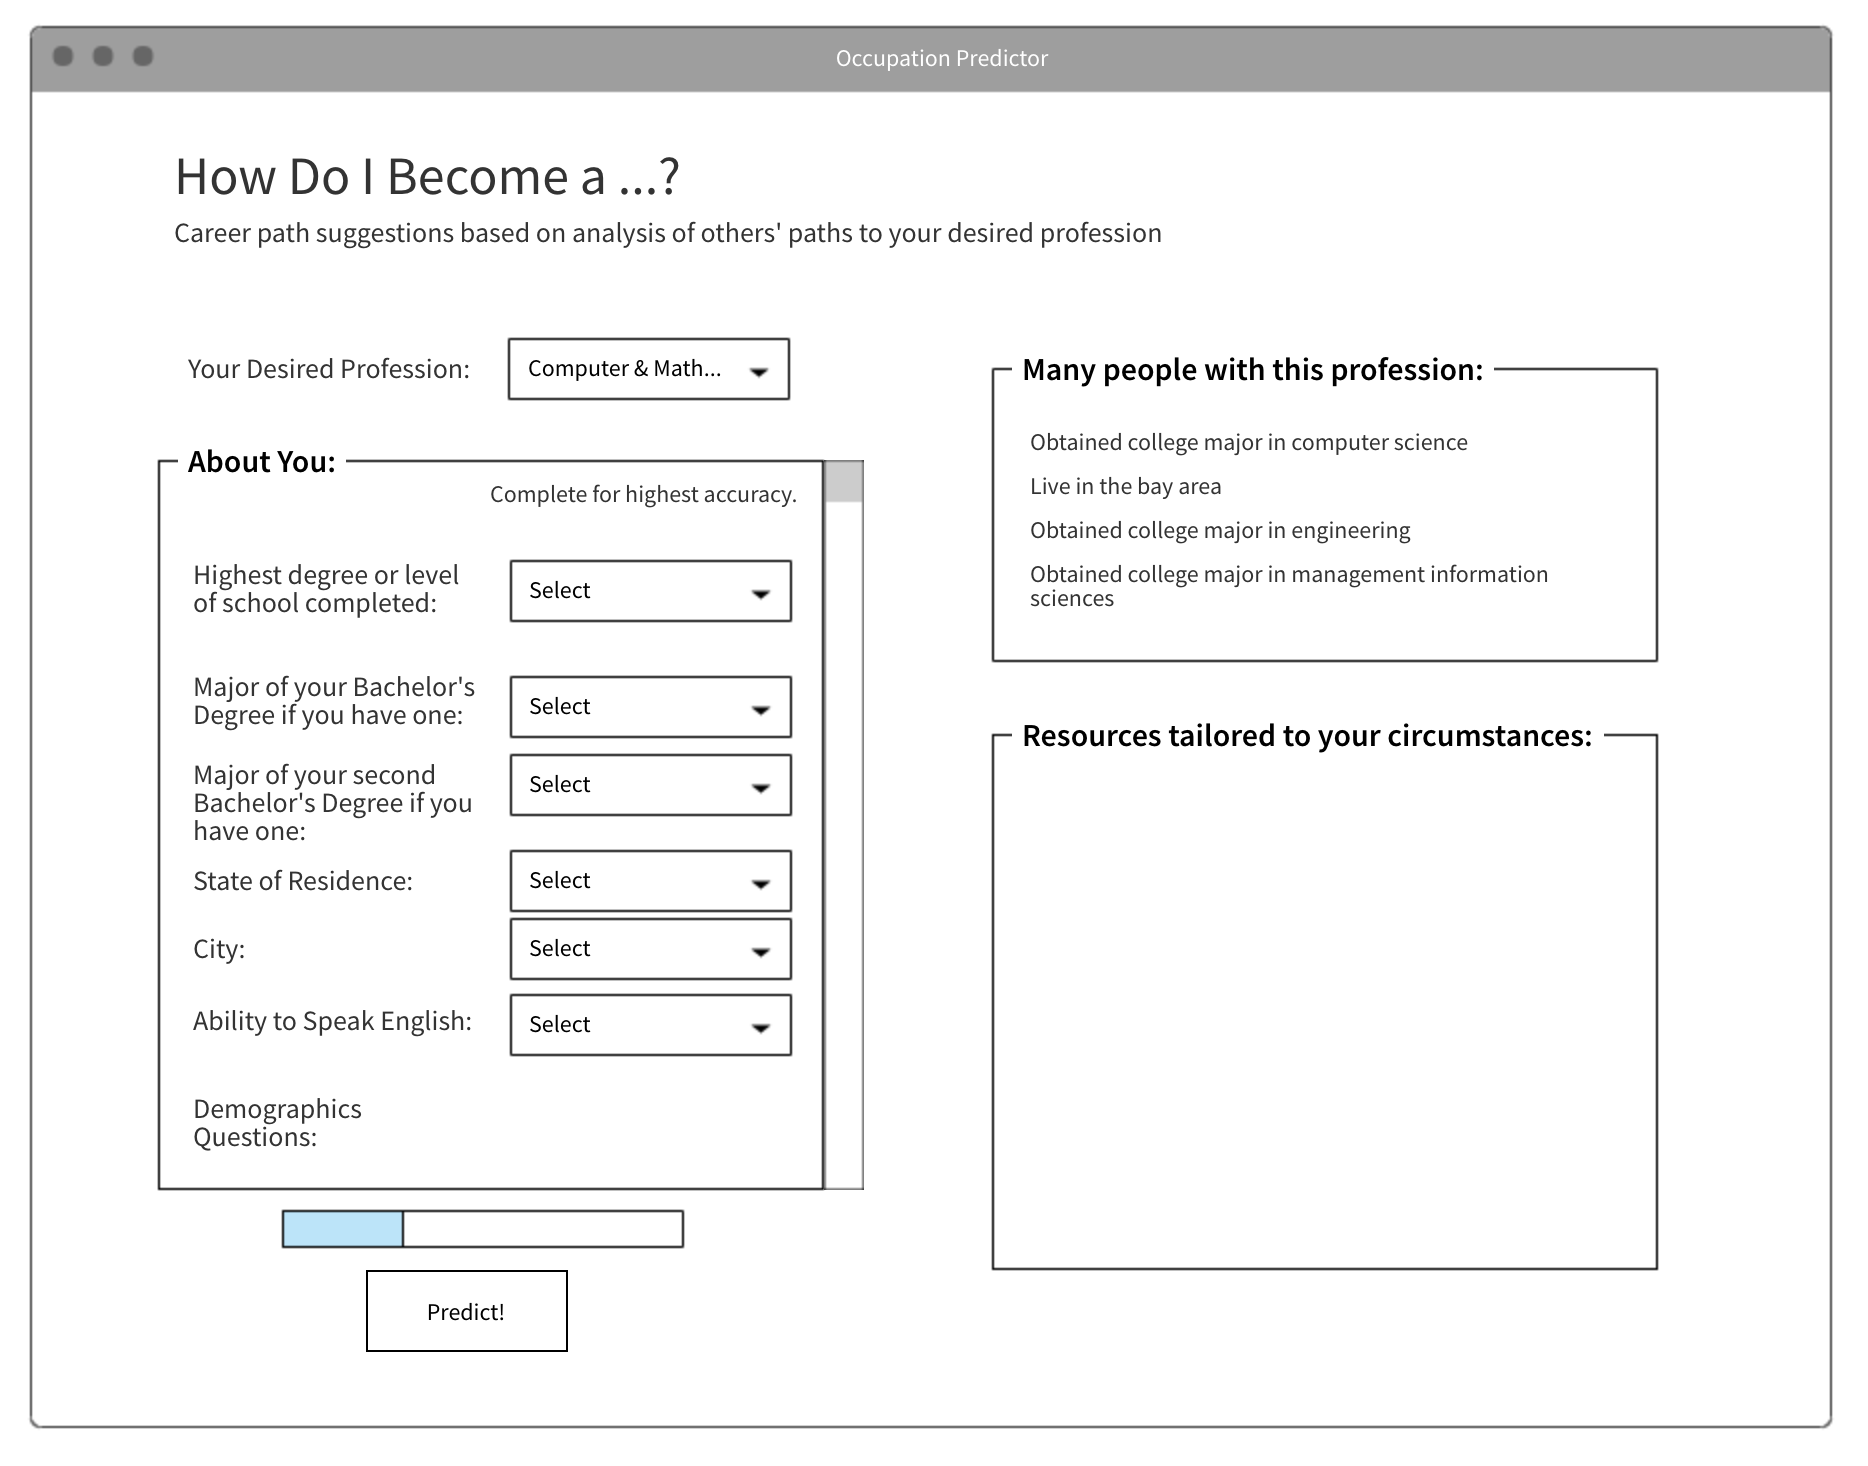 Occupation Predictor
How Do I Become a ...?
Career path suggestions based on analysis of others' paths to your desired profession
Your Desired Profession:
Computer & Math...
About You:
Complete for highest accuracy.
Highest degree or level
of school completed:
Select
Major of your Bachelor's
Degree if you have one:
Select
Major of your second
Bachelor's Degree if you
have one:
Select
State of Residence:
Select
City:
Select
Ability to Speak English:
Select
Demographics
Questions:
Predict!
Many people with this profession:
Obtained college major in computer science
Live in the bay area
Obtained college major in engineering
Obtained college major in management information
sciences
Resources tailored to your circumstances: